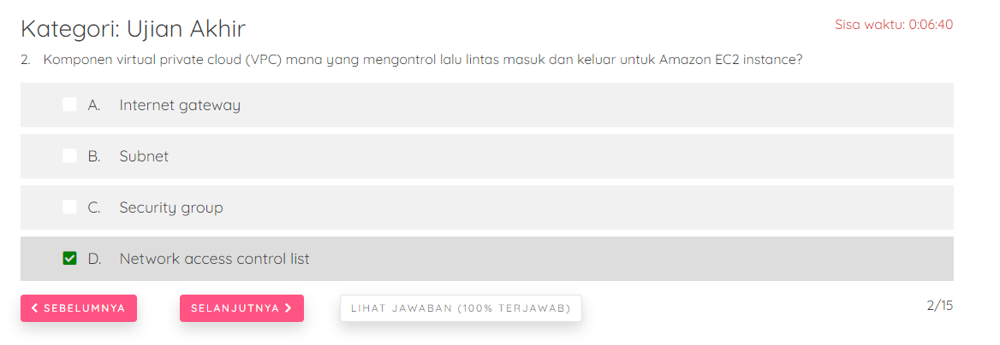 Kategori: Ujian Akhir
Sisa waktu: 0:06:40
2. Komponen virtual private cloud (VPC) mana yang mengontrol lalu lintas masuk dan keluar untuk Amazon EC2 instance?
A. Internet gateway
B. Subnet
C. Security group
D. Network access control list
SEBELUMNYA
SELANJUTNYA
LIHAT JAWABAN (100% TERJAWAB)
2/15